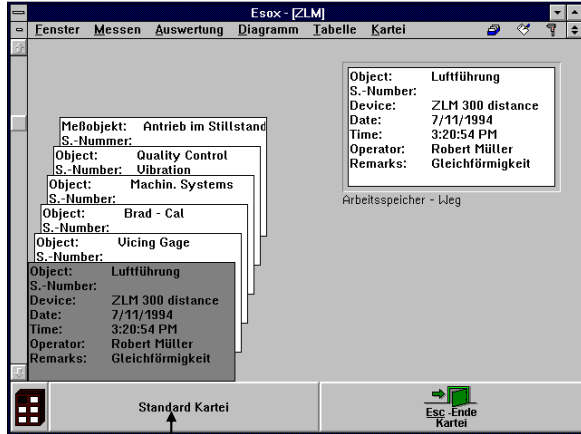 Esox - [ZLM]
Fenster Messen Auswertung Diagramm Tabelle Kartei
Meßobjekt: Antrieb im Stillstand
S.-Nummer:
Object: Quality Control
S.-Number: Vibration
Object: Machin. Systems
S.-Number:
Object: Brad - Cal
S.-Number:
Object: Vicing Gage
S.-Number:
Object: Luftführung
S.-Number:
Device: ZLM 300 distance
Date: 7/11/1994
Time: 3:20:54 PM
Operator: Robert Müller
Remarks: Gleichförmigkeit
Object: Luftführung
S.-Number:
Device: ZLM 300 distance
Date: 7/11/1994
Time: 3:20:54 PM
Operator: Robert Müller
Remarks: Gleichförmigkeit
Arbeitsspeicher - Weg
Standard Kartei
Esc -Ende
Kartei